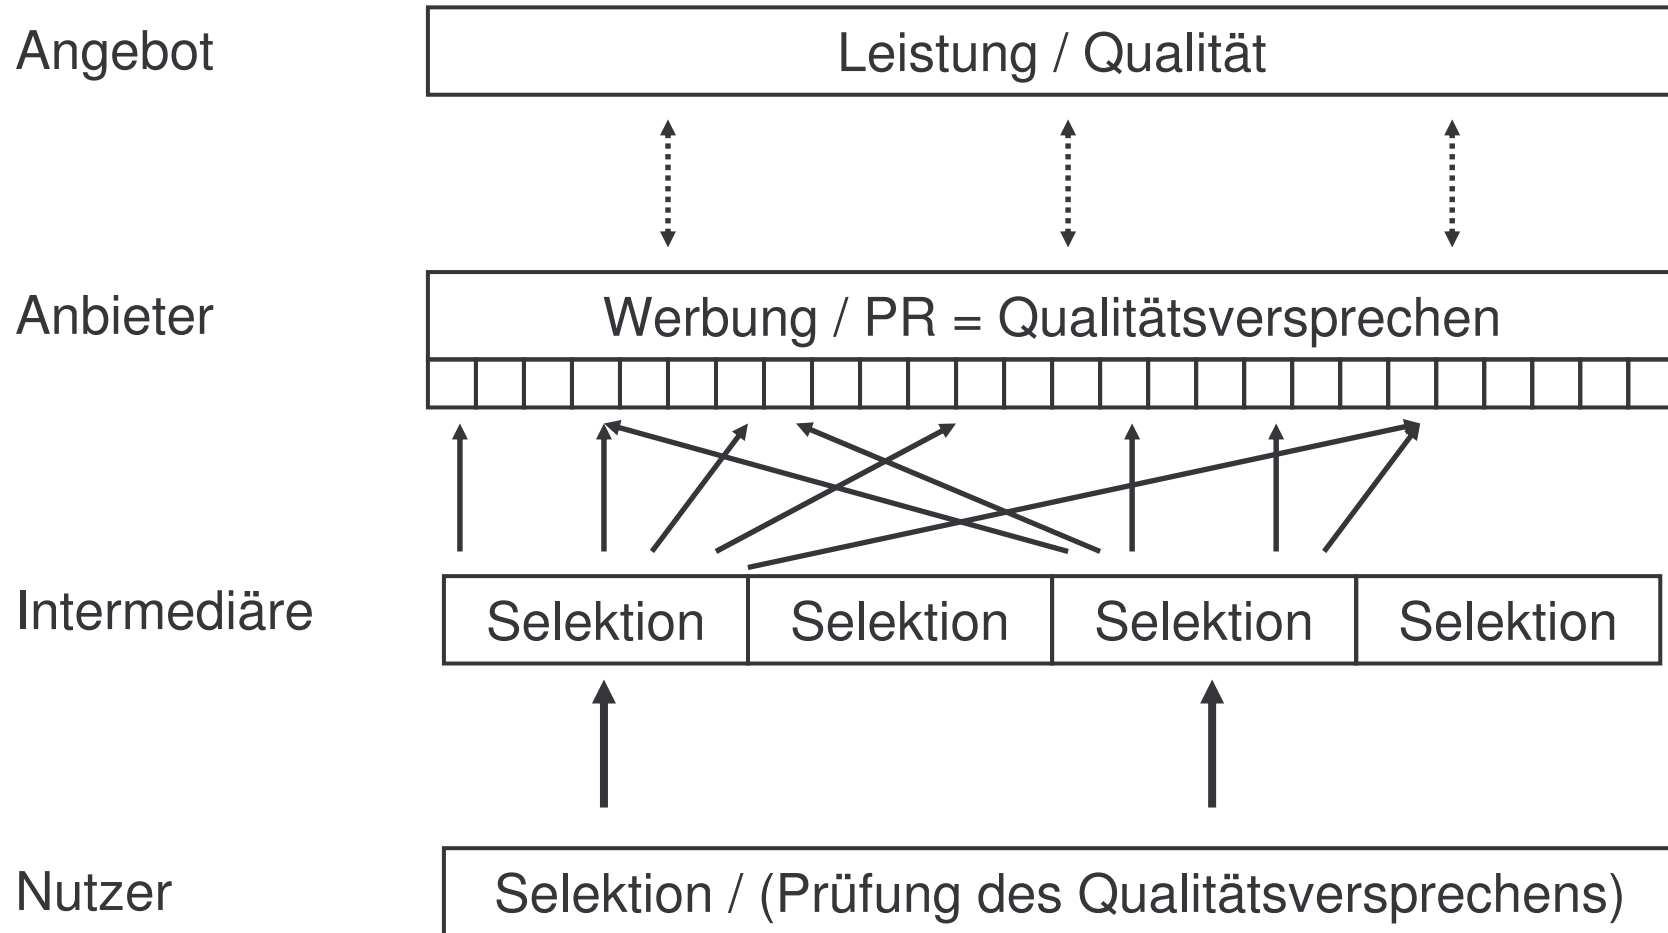 Angebot
Leistung / Qualität
Anbieter
Werbung / PR = Qualitätsversprechen
Intermediäre
Selektion
Selektion
Selektion
Selektion
Nutzer
Selektion / (Prüfung des Qualitätsversprechens)